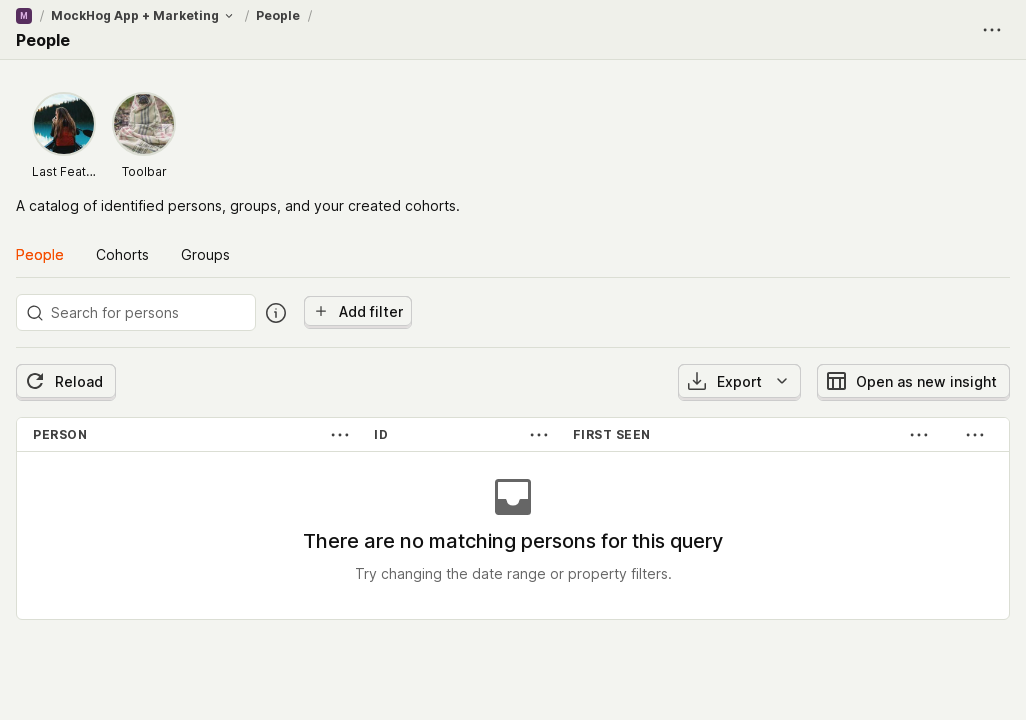 M / MockHog App + Marketing / People /
People
Last Feat...
Toolbar
A catalog of identified persons, groups, and your created cohorts.
People Cohorts Groups
Search for persons
Add filter
Reload
Export
Open as new insight
PERSON ID FIRST SEEN
There are no matching persons for this query
Try changing the date range or property filters.